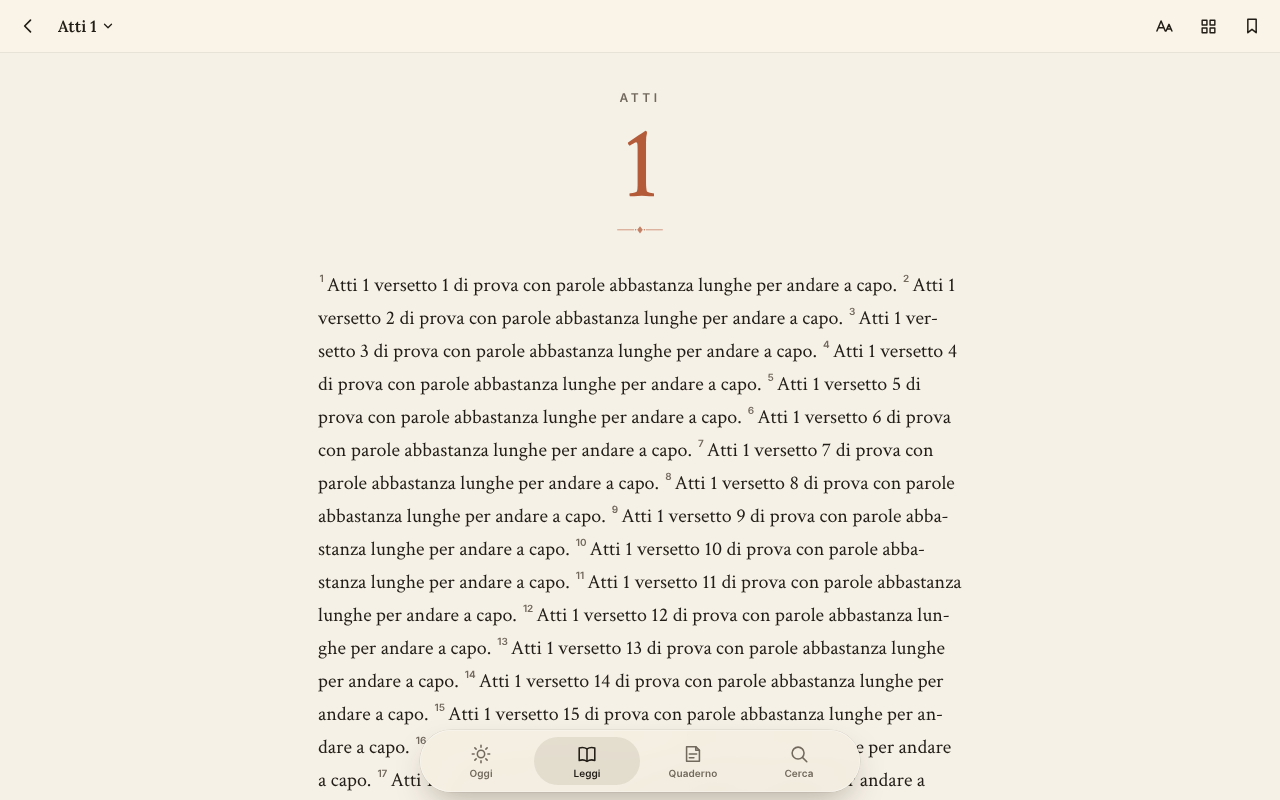 Atti 1
AA
ATTI
1
1 Atti 1 versetto 1 di prova con parole abbastanza lunghe per andare a capo. 2 Atti 1
versetto 2 di prova con parole abbastanza lunghe per andare a capo. 3 Atti 1 ver-
setto 3 di prova con parole abbastanza lunghe per andare a capo. 4 Atti 1 versetto 4
di prova con parole abbastanza lunghe per andare a capo. 5 Atti 1 versetto 5 di
prova con parole abbastanza lunghe per andare a capo. 6 Atti 1 versetto 6 di prova
con parole abbastanza lunghe per andare a capo. 7 Atti 1 versetto 7 di prova con
parole abbastanza lunghe per andare a capo. 8 Atti 1 versetto 8 di prova con parole
abbastanza lunghe per andare a capo. 9 Atti 1 versetto 9 di prova con parole abba-
stanza lunghe per andare a capo. 10 Atti 1 versetto 10 di prova con parole abba-
stanza lunghe per andare a capo. 11 Atti 1 versetto 11 di prova con parole abbastanza
lunghe per andare a capo. 12 Atti 1 versetto 12 di prova con parole abbastanza lun-
ghe per andare a capo. 13 Atti 1 versetto 13 di prova con parole abbastanza lunghe
per andare a capo. 14 Atti 1 versetto 14 di prova con parole abbastanza lunghe per
andare a capo. 15 Atti 1 versetto 15 di prova con parole abbastanza lunghe per an-
dare a capo. 16 per andare
a capo. 17 Atti andare a
Oggi
Leggi
Quaderno
Cerca